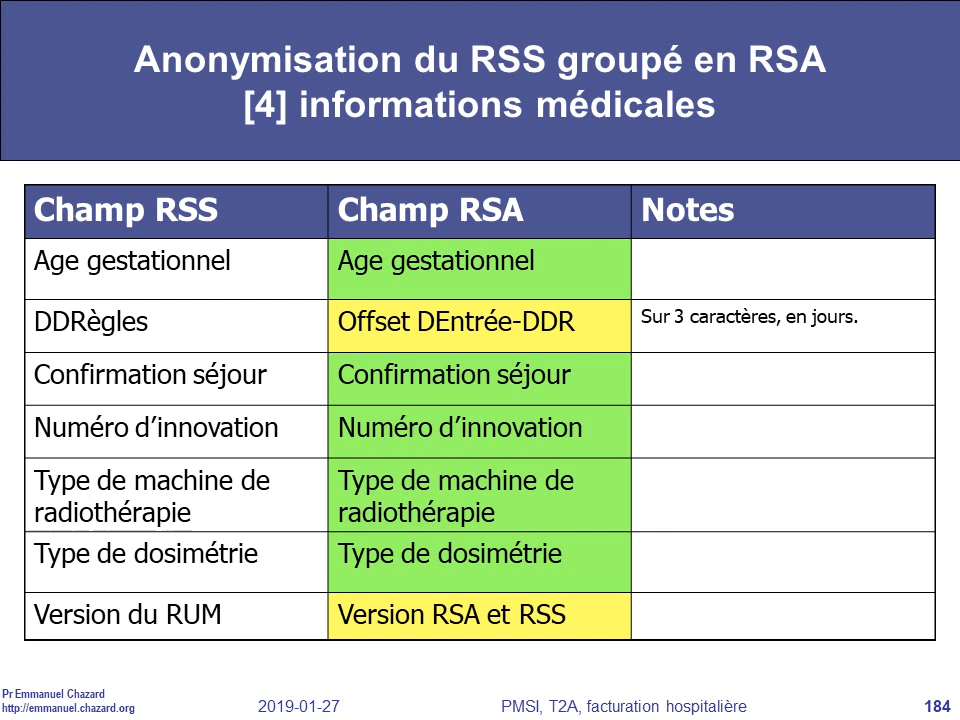 Anonymisation du RSS groupé en RSA
[4] informations médicales
Champ RSS
Champ RSA
Notes
Age gestationnel
Age gestationnel
DDRègles
Offset DEntrée-DDR
Sur 3 caractères, en jours.
Confirmation séjour
Confirmation séjour
Numéro d’innovation
Numéro d’innovation
Type de machine de
radiothérapie
Type de machine de
radiothérapie
Type de dosimétrie
Type de dosimétrie
Version du RUM
Version RSA et RSS
Pr Emmanuel Chazard
http://emmanuel.chazard.org
2019-01-27
PMSI, T2A, facturation hospitalière
184